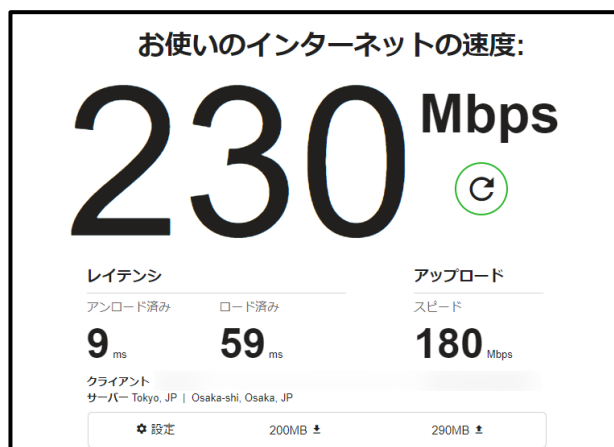 お使いのインターネットの速度:
230 Mbps
レイテンシ アップロード
アンロード済み ロード済み スピード
9 ms 59 ms 180 Mbps
クライアント
サーバー Tokyo, JP | Osaka-shi, Osaka, JP
設定 200MB 290MB